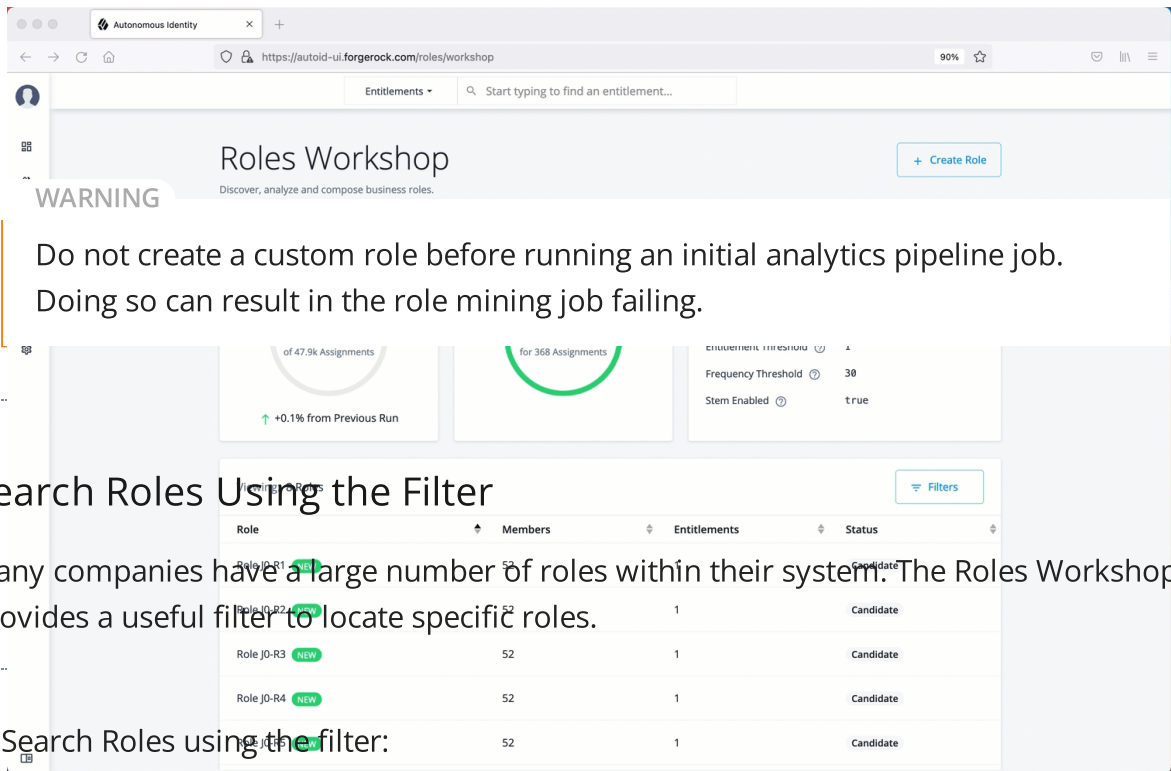 Autonomous Identity
https://autoid-ui.forgerock.com/roles/workshop
90%
Entitlements
Start typing to find an entitlement...
Roles Workshop
+ Create Role
Discover, analyze and compose business roles.
WARNING
Do not create a custom role before running an initial analytics pipeline job.
Doing so can result in the role mining job failing.
of 47.9k Assignments
for 368 Assignments
Entitlement Threshold 1
Frequency Threshold 30
Stem Enabled true
+0.1% from Previous Run
earch Roles Using the Filter
Viewing 8 Roles
Filters
Role Members Entitlements Status
Role J0-R1 NEW 52 1 Candidate
any companies have a large number of roles within their system. The Roles Workshop
Role J0-R2 NEW 52 1 Candidate
ovides a useful filter to locate specific roles.
Role J0-R3 NEW 52 1 Candidate
Role J0-R4 NEW 52 1 Candidate
Role J0-R5 NEW 52 1 Candidate
Search Roles using the filter: